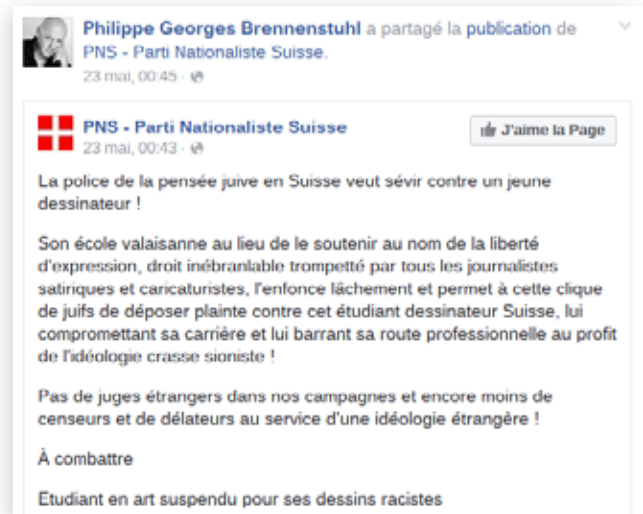 Philippe Georges Brennenstuhl a partagé la publication de
PNS - Parti Nationaliste Suisse.
23 mai, 00:45 ·
PNS - Parti Nationaliste Suisse
J'aime la Page
23 mai, 00:43 ·
La police de la pensée juive en Suisse veut sévir contre un jeune
dessinateur !
Son école valaisanne au lieu de le soutenir au nom de la liberté
d'expression, droit inébranlable trompetté par tous les journalistes
satiriques et caricaturistes, l'enfonce lâchement et permet à cette clique
de juifs de déposer plainte contre cet étudiant dessinateur Suisse, lui
compromettant sa carrière et lui barrant sa route professionnelle au profit
de l'idéologie crasse sioniste !
Pas de juges étrangers dans nos campagnes et encore moins de
censeurs et de délateurs au service d'une idéologie étrangère !
À combattre
Etudiant en art suspendu pour ses dessins racistes